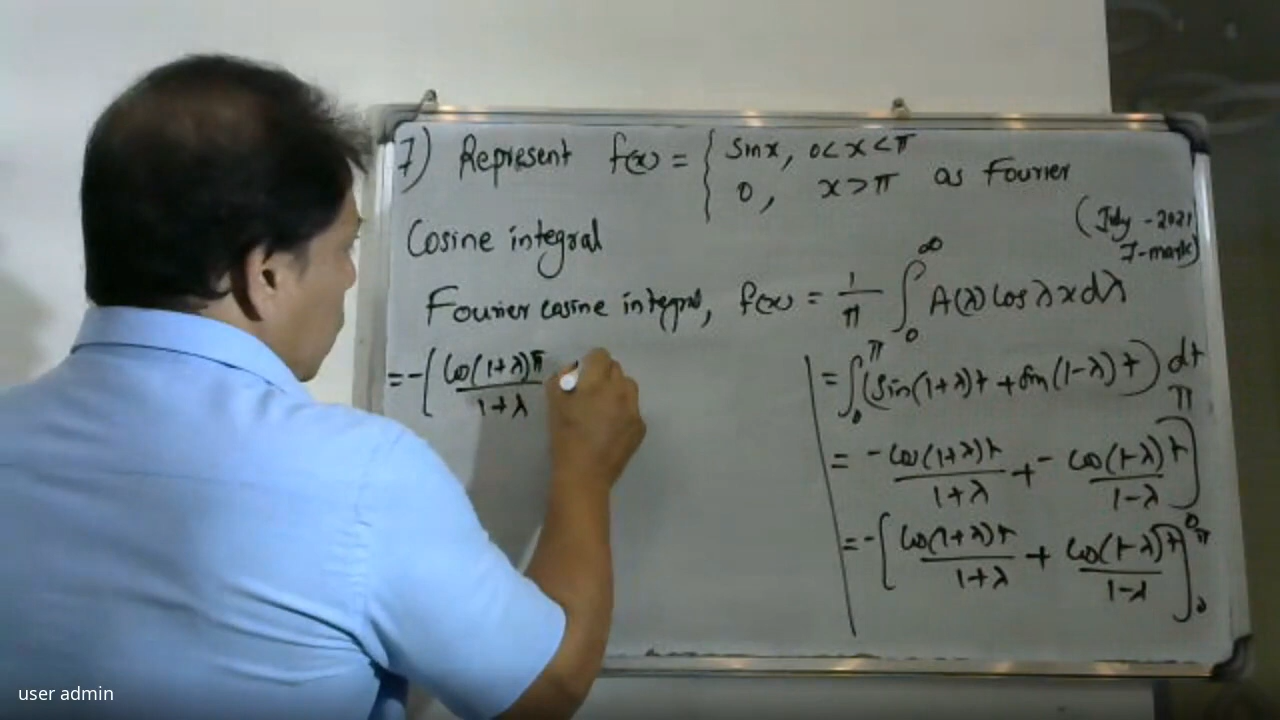 7) Represent f(x) = { sin x, 0 < x < π
0, x > π as Fourier
Cosine integral
(July - 2021
7-mark)
Fourier cosine integral, f(x) = 1/π ∫₀^∞ A(λ) cos λx dλ
= -[ cos(1+λ)π / 1+λ
= ∫₀^π (sin(1+λ)t + sin(1-λ)t) dt
π
= -cos(1+λ)t / 1+λ + - cos(1-λ)t / 1-λ ]
= -[ cos(1+λ)t / 1+λ + cos(1-λ)t / 1-λ ]₀^π
user admin